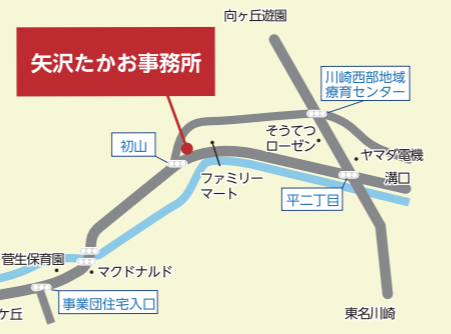 向ヶ丘遊園
矢沢たかお事務所
川崎西部地域
療育センター
初山
そうてつ
ローゼン
ヤマダ電機
ファミリー
マート
溝口
平二丁目
菅生保育園
マクドナルド
事業団住宅入口
ケ丘
東名川崎